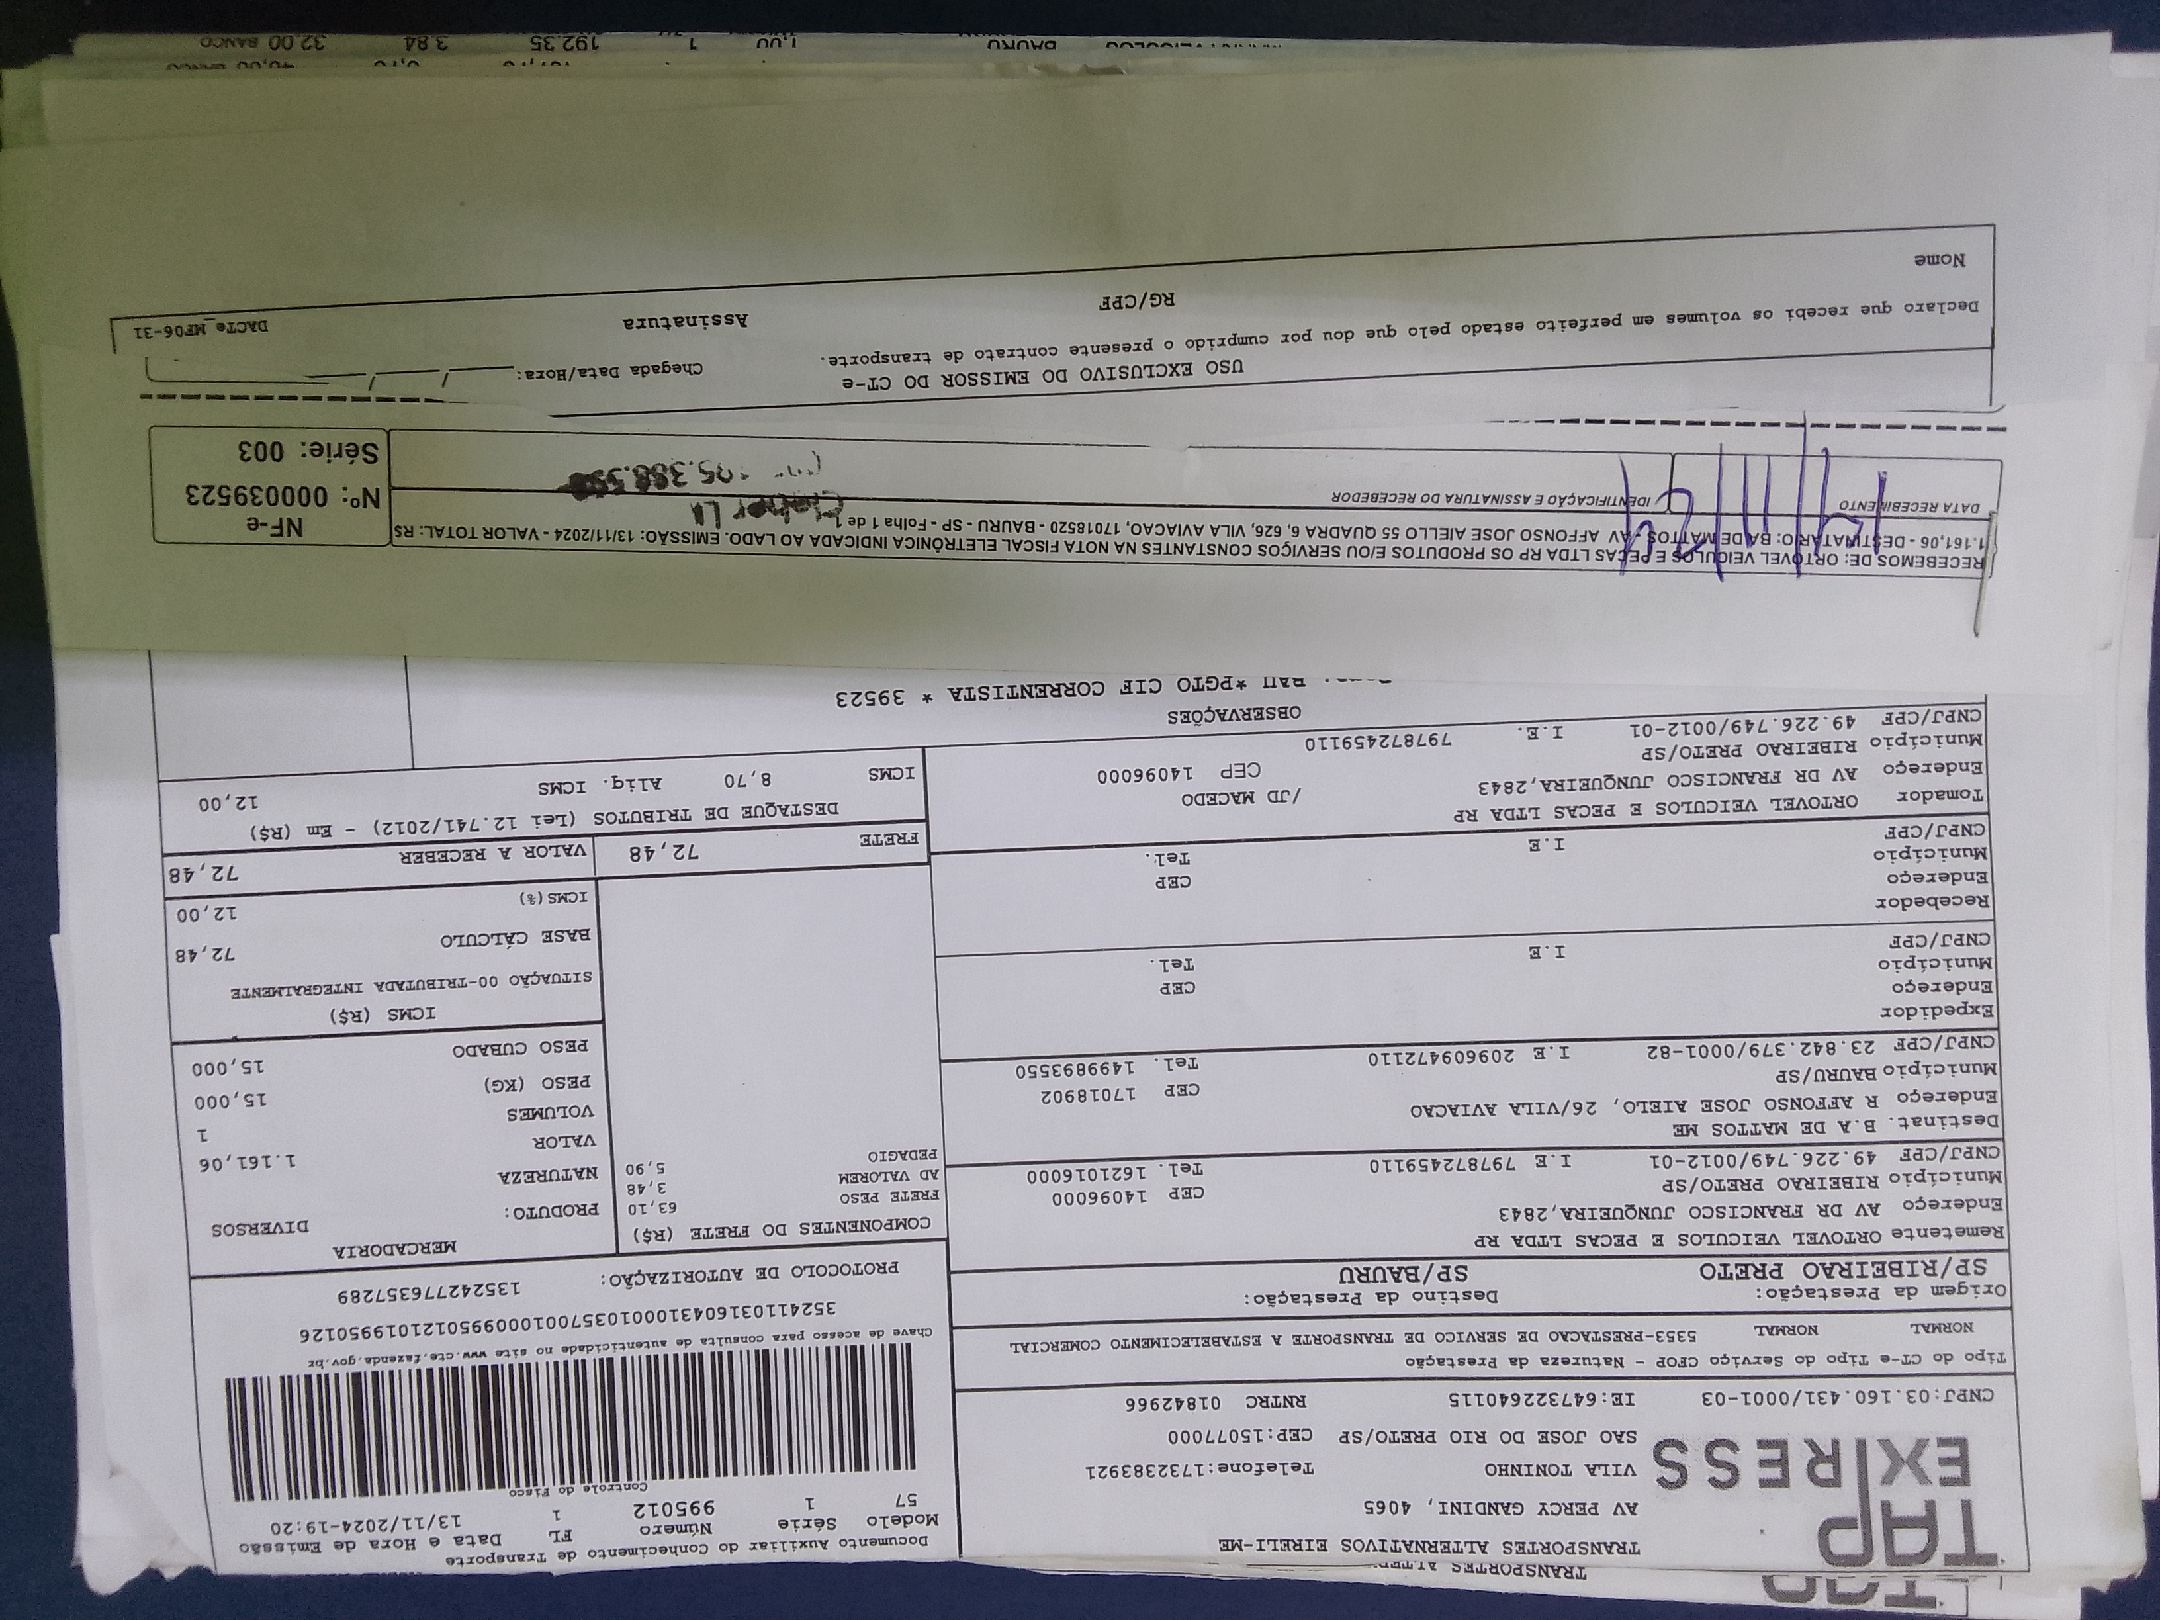 TRANSPORTES
TAP
EX RESS
TRANSPORTES ALTERNATIVOS EIRELI-ME
AV PERCY GANDINI, 4065
VILA TONINHO Telefone:1732383921
SAO JOSE DO RIO PRETO/SP CEP:15077000
CNPJ:03.160.431/0001-03 IE:647322640115 RNTRC 01842966
Documento Auxiliar do Conhecimento de Transporte
Modelo Série Número FL Data e Hora de Emissão
57 1 995012 1 13/11/2024-19:20
Controle do Fisco
Chave de acesso para consulta de autenticidade no site www.cte.fazenda.gov.br
35241103160431000103570010009950121019950126
PROTOCOLO DE AUTORIZAÇÃO: 135242776357289
Tipo do CT-e Tipo do Serviço CFOP - Natureza da Prestação
NORMAL NORMAL 5353-PRESTACAO DE SERVICO DE TRANSPORTE A ESTABELECIMENTO COMERCIAL
Origem da Prestação: Destino da Prestação:
SP/RIBEIRAO PRETO SP/BAURU
Remetente ORTOVEL VEICULOS E PECAS LTDA RP
Endereço AV DR FRANCISCO JUNQUEIRA,2843
Município RIBEIRAO PRETO/SP CEP 14096000
CNPJ/CPF 49.226.749/0012-01 I.E 797872459110 Tel. 1621016000
Destinat. B.A DE MATTOS ME
Endereço R AFFONSO JOSE AIELO, 26/VILA AVIACAO
Município BAURU/SP CEP 17018902
CNPJ/CPF 23.842.379/0001-82 I.E 209609472110 Tel. 1499893550
Expedidor
Endereço
Município CEP
CNPJ/CPF I.E Tel.
Recebedor
Endereço
Município CEP
CNPJ/CPF I.E Tel.
Tomador ORTOVEL VEICULOS E PECAS LTDA RP
Endereço AV DR FRANCISCO JUNQUEIRA,2843 /JD MACEDO
Município RIBEIRAO PRETO/SP CEP 14096000
CNPJ/CPF 49.226.749/0012-01 I.E. 797872459110
COMPONENTES DO FRETE (R$)
FRETE PESO 63,10
AD VALOREM 3,48
PEDAGIO 5,90
MERCADORIA
PRODUTO: DIVERSOS
NATUREZA
VALOR 1.161,06
VOLUMES 1
PESO (KG) 15,000
PESO CUBADO 15,000
ICMS (R$)
SITUAÇÃO 00-TRIBUTADA INTEGRALMENTE
BASE CÁLCULO 72,48
ICMS(%) 12,00
FRETE 72,48 VALOR A RECEBER 72,48
DESTAQUE DE TRIBUTOS (Lei 12.741/2012) - Em (R$)
ICMS 8,70 Aliq. ICMS 12,00
OBSERVAÇÕES
BAU *PGTO CIF CORRENTISTA * 39523
RECEBEMOS DE: ORTOVEL VEICULOS E PECAS LTDA RP OS PRODUTOS E/OU SERVIÇOS CONSTANTES NA NOTA FISCAL ELETRÔNICA INDICADA AO LADO. EMISSÃO: 13/11/2024 - VALOR TOTAL: R$
1.161,06 - DESTINATÁRIO: BA DE MATTOS - AV AFFONSO JOSE AIELLO 55 QUADRA 6, 626, VILA AVIACAO, 17018520 - BAURU - SP - Folha 1 de 1
DATA RECEBIMENTO IDENTIFICAÇÃO E ASSINATURA DO RECEBEDOR
NF-e
Nº: 000039523
Série: 003
USO EXCLUSIVO DO EMISSOR DO CT-e Chegada Data/Hora:
Declaro que recebi os volumes em perfeito estado pelo que dou por cumprido o presente contrato de transporte.
Nome RG/CPF Assinatura DACTe_MF06-31
BAURU 1,00 1 192.35 3.84 32.00 BANCO